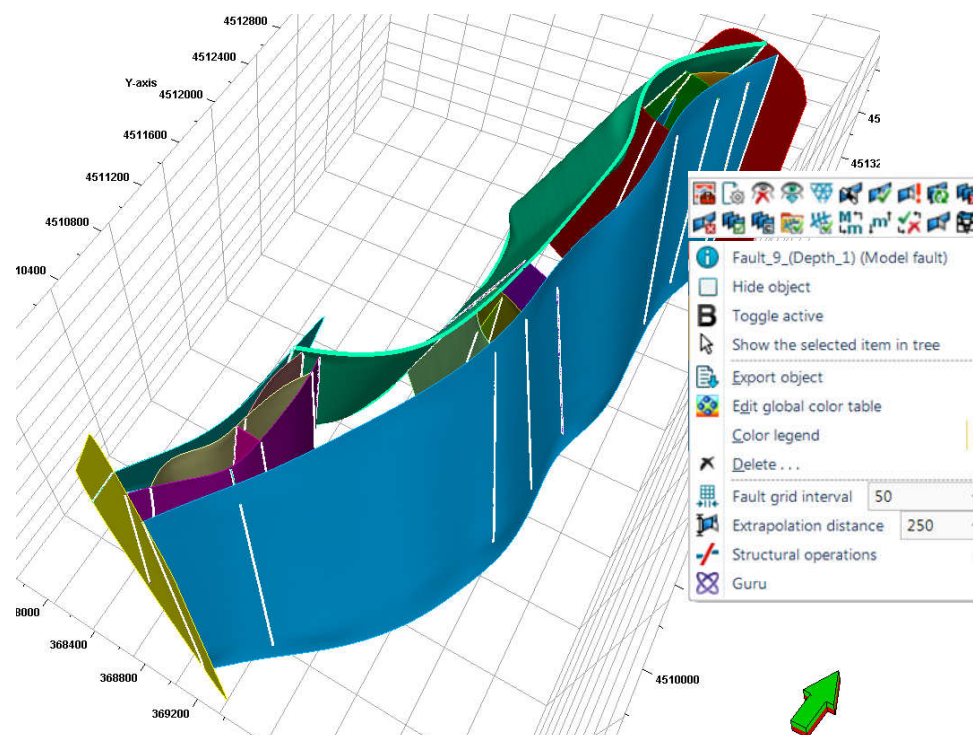 4512800
4512400
Y-axis
4512000
4511600
4511200
4510800
10400
45
45132
Fault_9_(Depth_1) (Model fault)
Hide object
B Toggle active
Show the selected item in tree
Export object
Edit global color table
Color legend
Delete . . .
Fault grid interval 50
Extrapolation distance 250
Structural operations
Guru
8000
368400
368800
369200
4510000